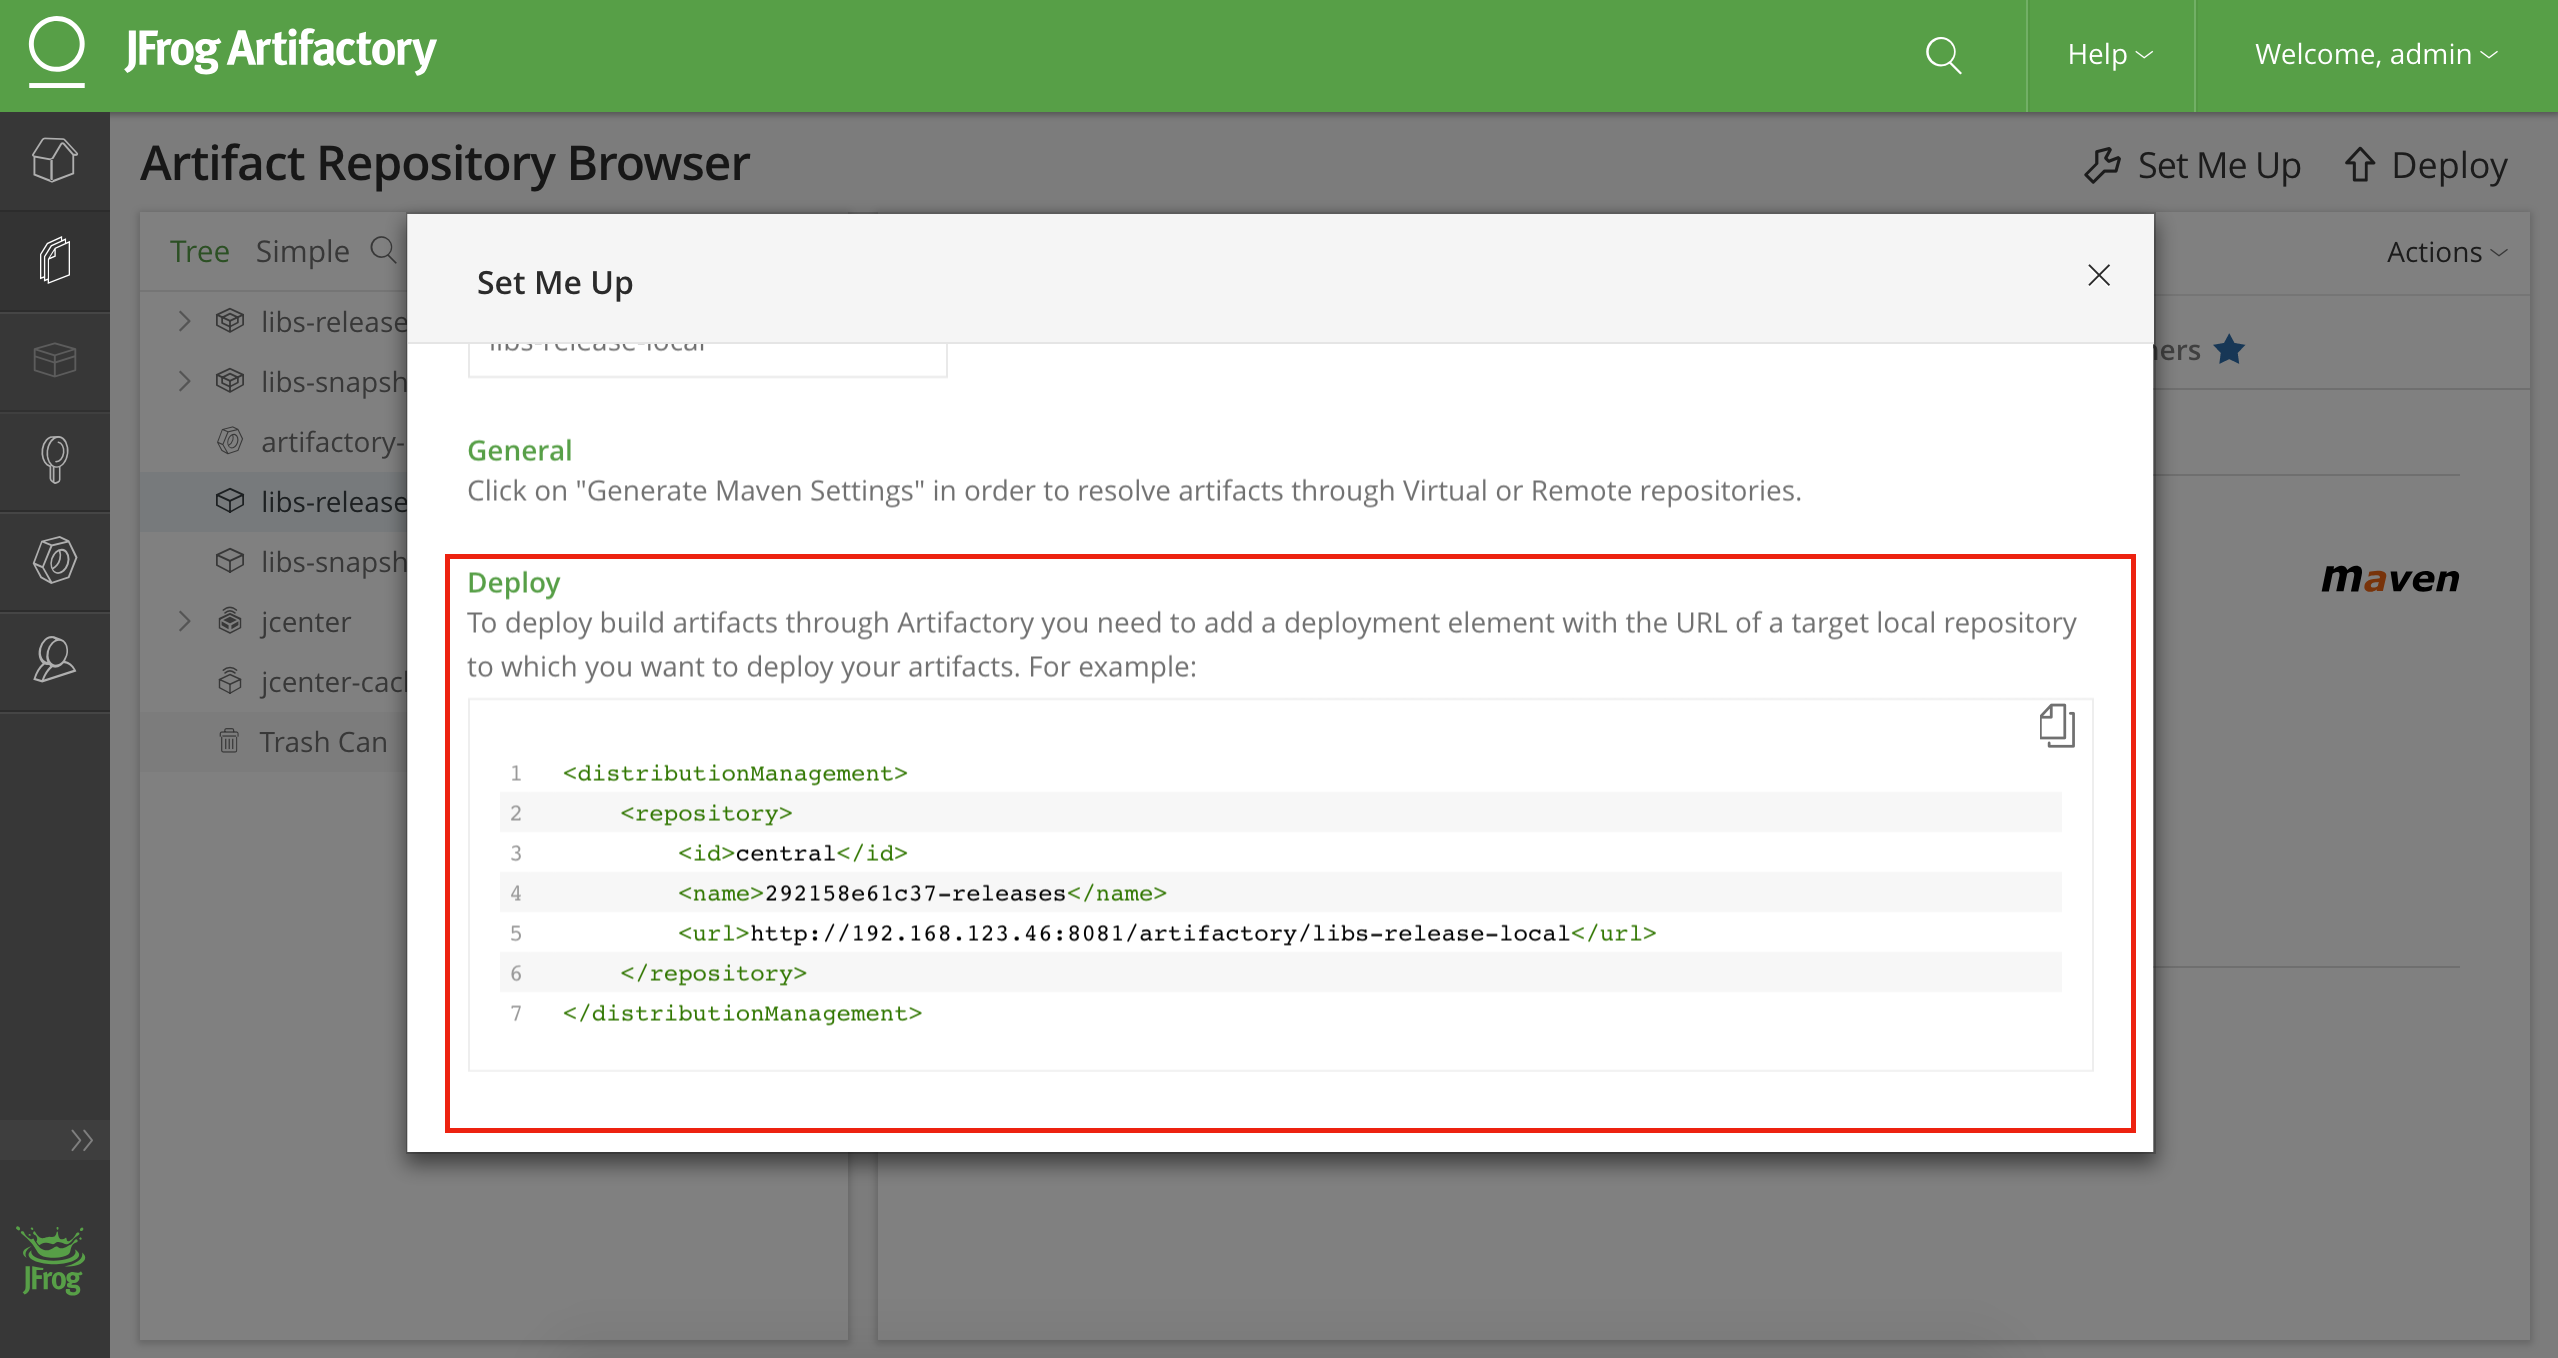 JFrog Artifactory
Help
Welcome, admin
Artifact Repository Browser
Set Me Up
Deploy
Tree Simple
Actions
libs-release
libs-snapsh
artifactory-
libs-release
libs-snapsh
jcenter
jcenter-cac
Trash Can
Set Me Up
libs-release-local
General
Click on "Generate Maven Settings" in order to resolve artifacts through Virtual or Remote repositories.
Deploy
To deploy build artifacts through Artifactory you need to add a deployment element with the URL of a target local repository
to which you want to deploy your artifacts. For example:
1 <distributionManagement>
2 <repository>
3 <id>central</id>
4 <name>292158e61c37-releases</name>
5 <url>http://192.168.123.46:8081/artifactory/libs-release-local</url>
6 </repository>
7 </distributionManagement>
ers
maven
JFrog